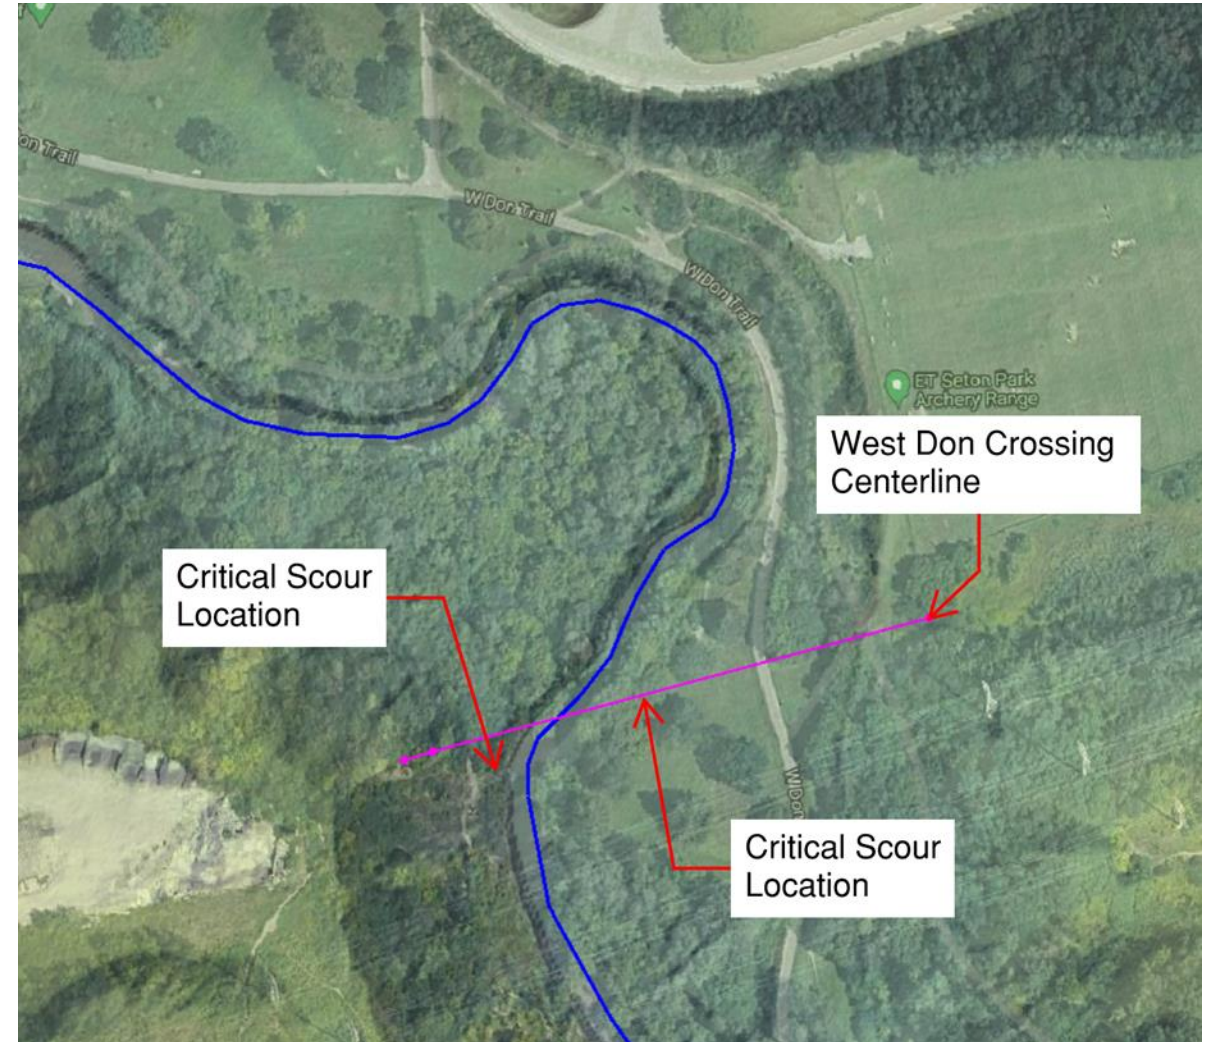 on Trail
W Don Trail
W Don Trail
ET Seton Park
Archery Range
West Don Crossing
Centerline
Critical Scour
Location
W Don
Critical Scour
Location